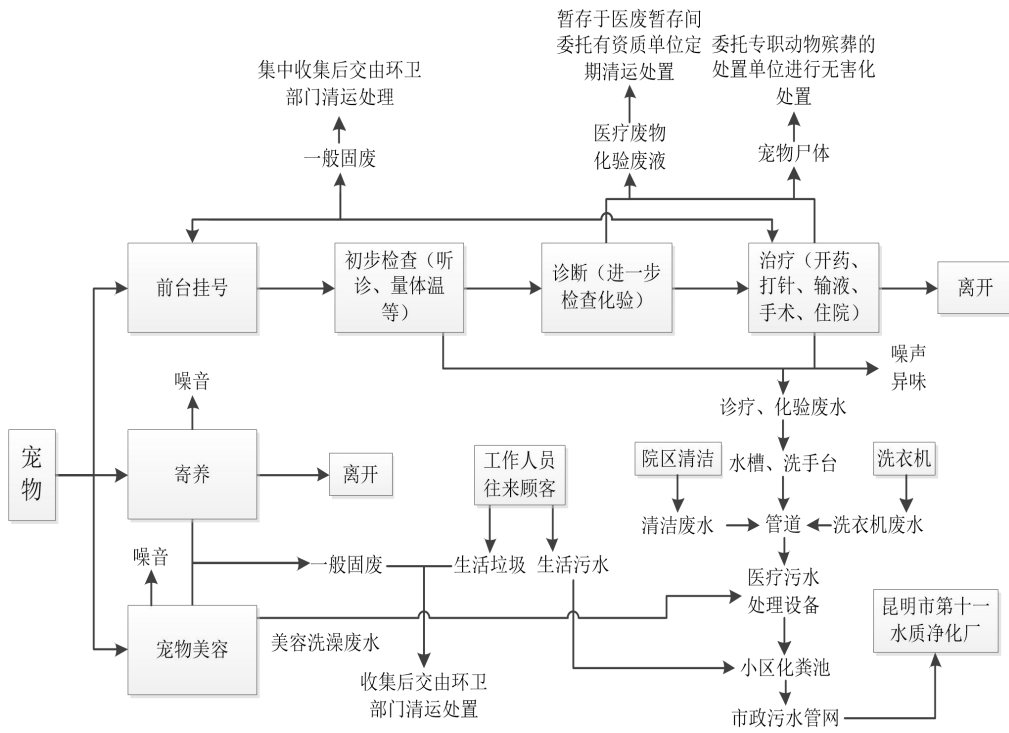 暂存于医废暂存间
委托有资质单位定
期清运处置
委托专职动物殡葬的
处置单位进行无害化
处置
集中收集后交由环卫
部门清运处理
一般固废
医疗废物
化验废液
宠物尸体
前台挂号
初步检查（听
诊、量体温
等）
诊断（进一步
检查化验）
治疗（开药、
打针、输液、
手术、住院）
离开
噪声
异味
诊疗、化验废水
噪音
宠
物
寄养
离开
工作人员
往来顾客
院区清洁
水槽、洗手台
洗衣机
清洁废水
管道
洗衣机废水
噪音
一般固废
生活垃圾
生活污水
医疗污水
处理设备
宠物美容
美容洗澡废水
昆明市第十一
水质净化厂
收集后交由环卫
部门清运处置
小区化粪池
市政污水管网